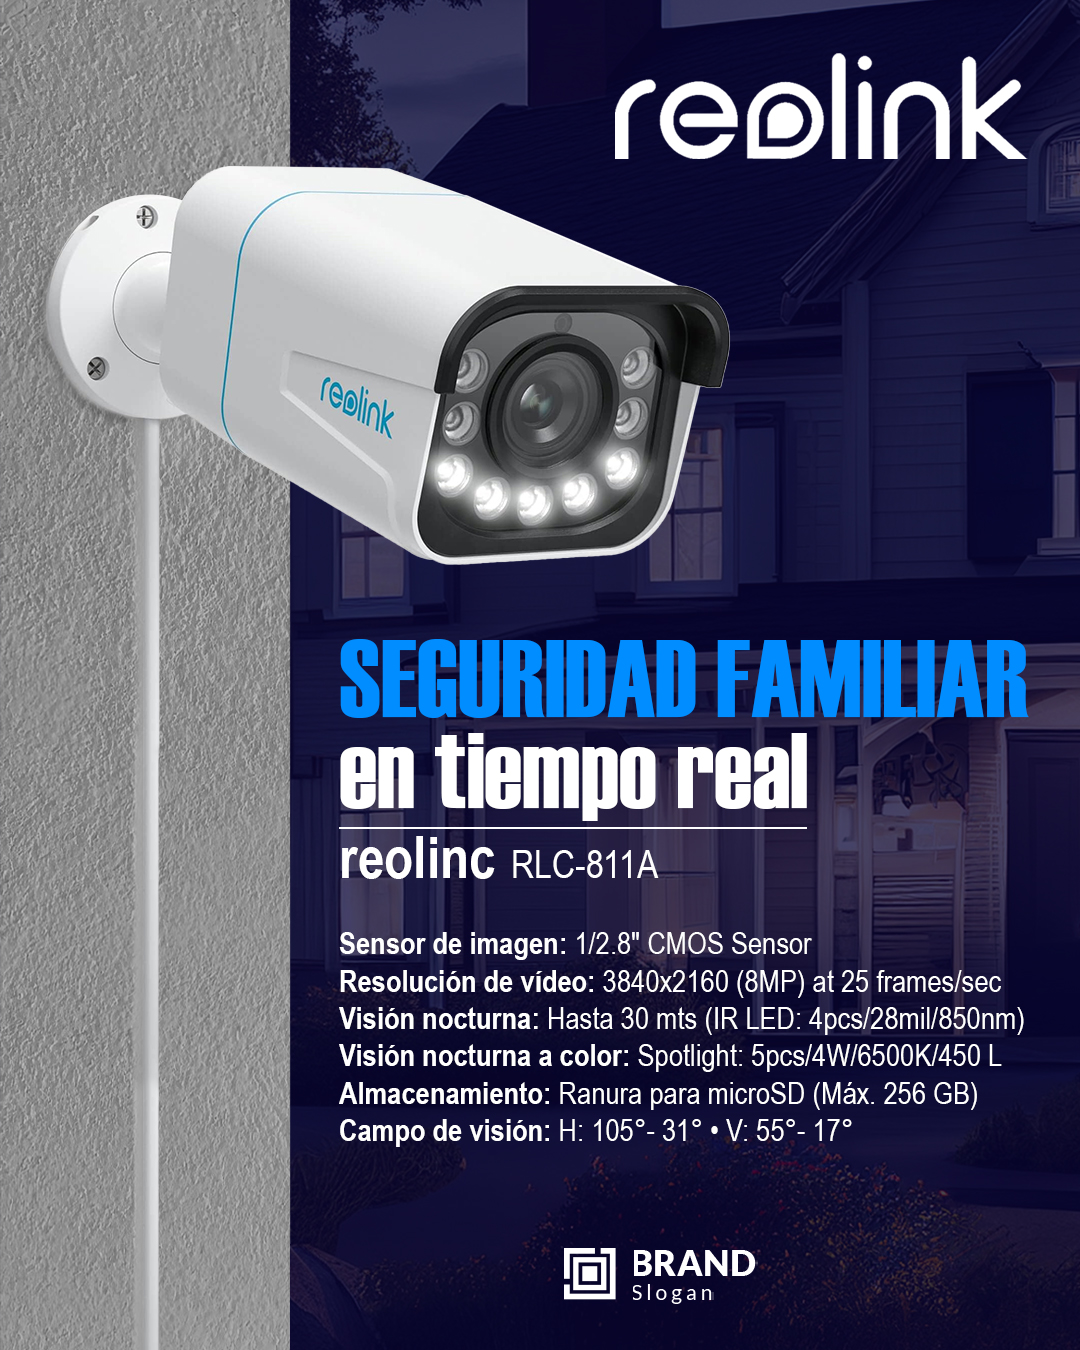 reolink
reolink
SEGURIDAD FAMILIAR
en tiempo real
reolinc RLC-811A
Sensor de imagen: 1/2.8" CMOS Sensor
Resolución de vídeo: 3840x2160 (8MP) at 25 frames/sec
Visión nocturna: Hasta 30 mts (IR LED: 4pcs/28mil/850nm)
Visión nocturna a color: Spotlight: 5pcs/4W/6500K/450 L
Almacenamiento: Ranura para microSD (Máx. 256 GB)
Campo de visión: H: 105°- 31° • V: 55°- 17°
BRAND
Slogan